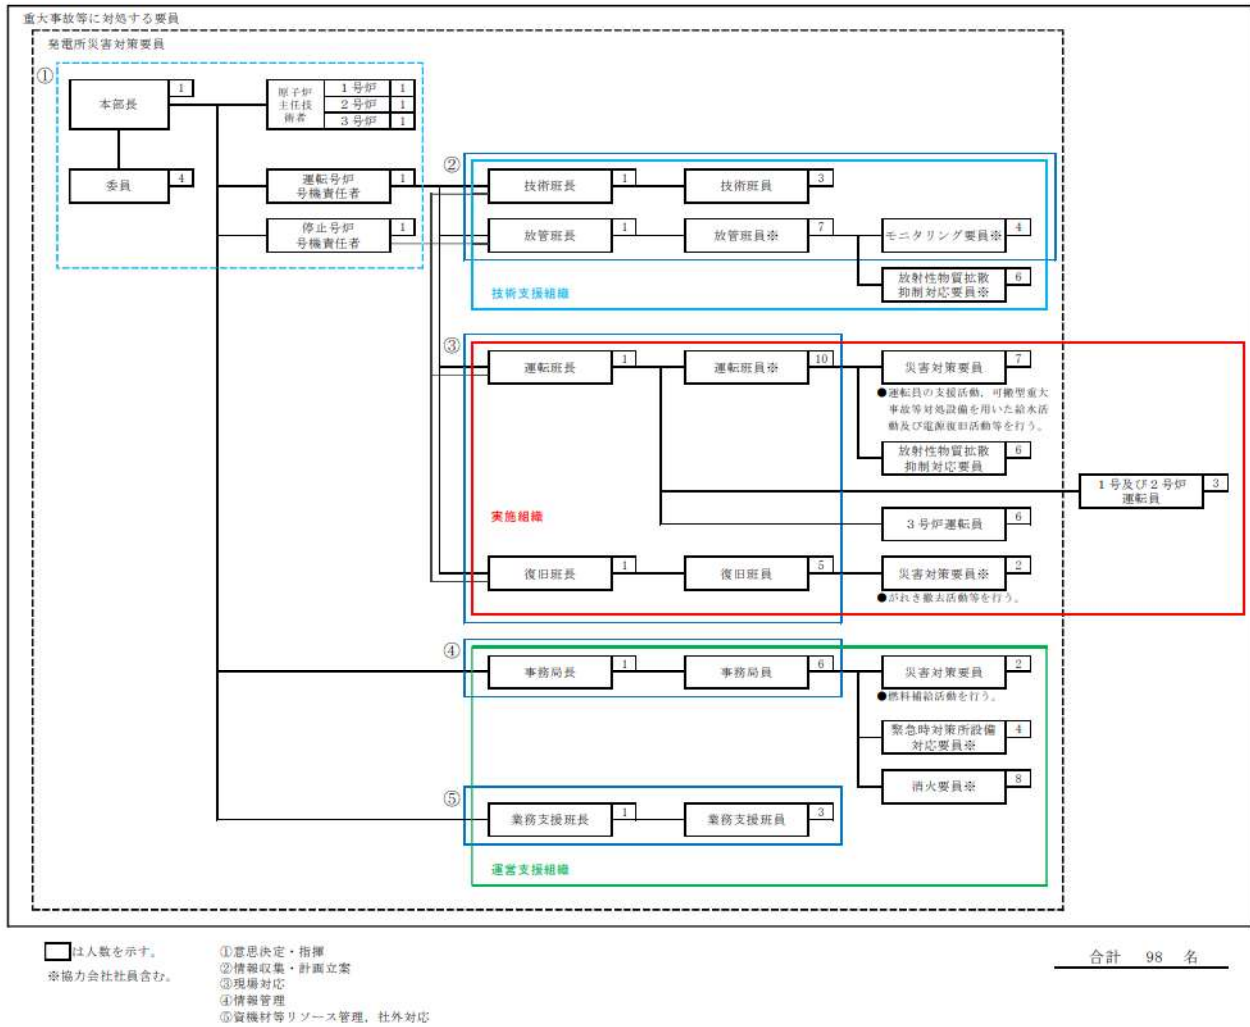 重大事故等に対処する要員
発電所災害対策要員
①
本部長
1
委員
4
原子炉
主任技
術者
1号炉 1
2号炉 1
3号炉 1
運転号炉
号機責任者
1
停止号炉
号機責任者
1
②
技術班長
1
技術班員
3
放管班長
1
放管班員※
7
モニタリング要員※
4
放射性物質拡散
抑制対応要員※
6
技術支援組織
③
運転班長
1
運転班員※
10
災害対策要員
7
●運転員の支援活動，可搬型重大
事故等対処設備を用いた給水活
動及び電源復旧活動等を行う。
放射性物質拡散
抑制対応要員
6
1号及び2号炉
運転員
3
実施組織
3号炉運転員
6
復旧班長
1
復旧班員
5
災害対策要員※
2
●がれき撤去活動等を行う。
④
事務局長
1
事務局員
6
災害対策要員
2
●燃料補給活動を行う。
緊急時対策所設備
対応要員※
4
消火要員※
8
⑤
業務支援班長
1
業務支援班員
3
運営支援組織
は人数を示す。
※協力会社社員含む。
①意思決定・指揮
②情報収集・計画立案
③現場対応
④情報管理
⑤資機材等リソース管理，社外対応
合計 98 名